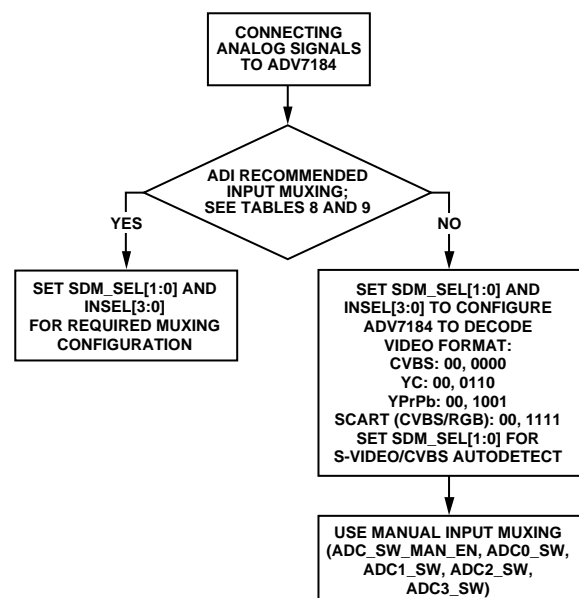 CONNECTING
ANALOG SIGNALS
TO ADV7184
ADI RECOMMENDED
INPUT MUXING;
SEE TABLES 8 AND 9
YES
NO
SET SDM_SEL[1:0] AND
INSEL[3:0]
FOR REQUIRED MUXING
CONFIGURATION
SET SDM_SEL[1:0] AND
INSEL[3:0] TO CONFIGURE
ADV7184 TO DECODE
VIDEO FORMAT:
CVBS: 00, 0000
YC: 00, 0110
YPrPb: 00, 1001
SCART (CVBS/RGB): 00, 1111
SET SDM_SEL[1:0] FOR
S-VIDEO/CVBS AUTODETECT
USE MANUAL INPUT MUXING
(ADC_SW_MAN_EN, ADC0_SW,
ADC1_SW, ADC2_SW,
ADC3_SW)